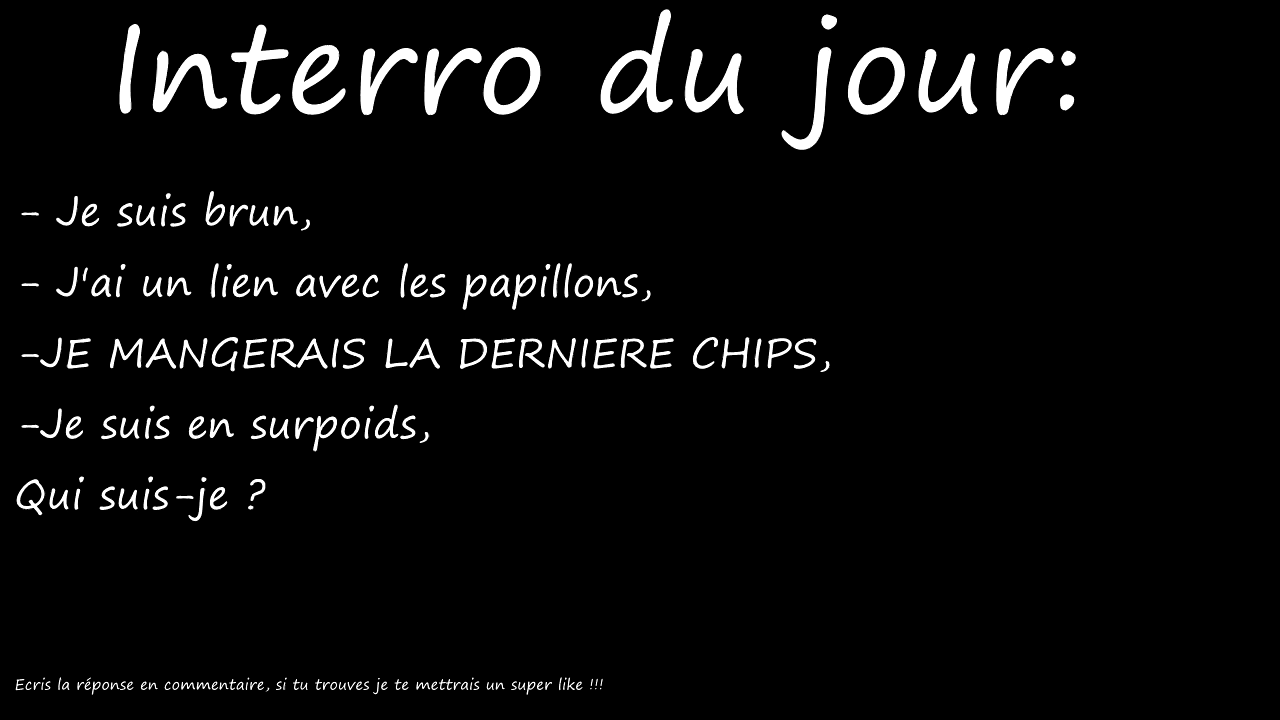 Interro du jour:
- Je suis brun,
- J'ai un lien avec les papillons,
-JE MANGERAIS LA DERNIERE CHIPS,
-Je suis en surpoids,
Qui suis-je ?
Ecris la réponse en commentaire, si tu trouves je te mettrais un super like !!!